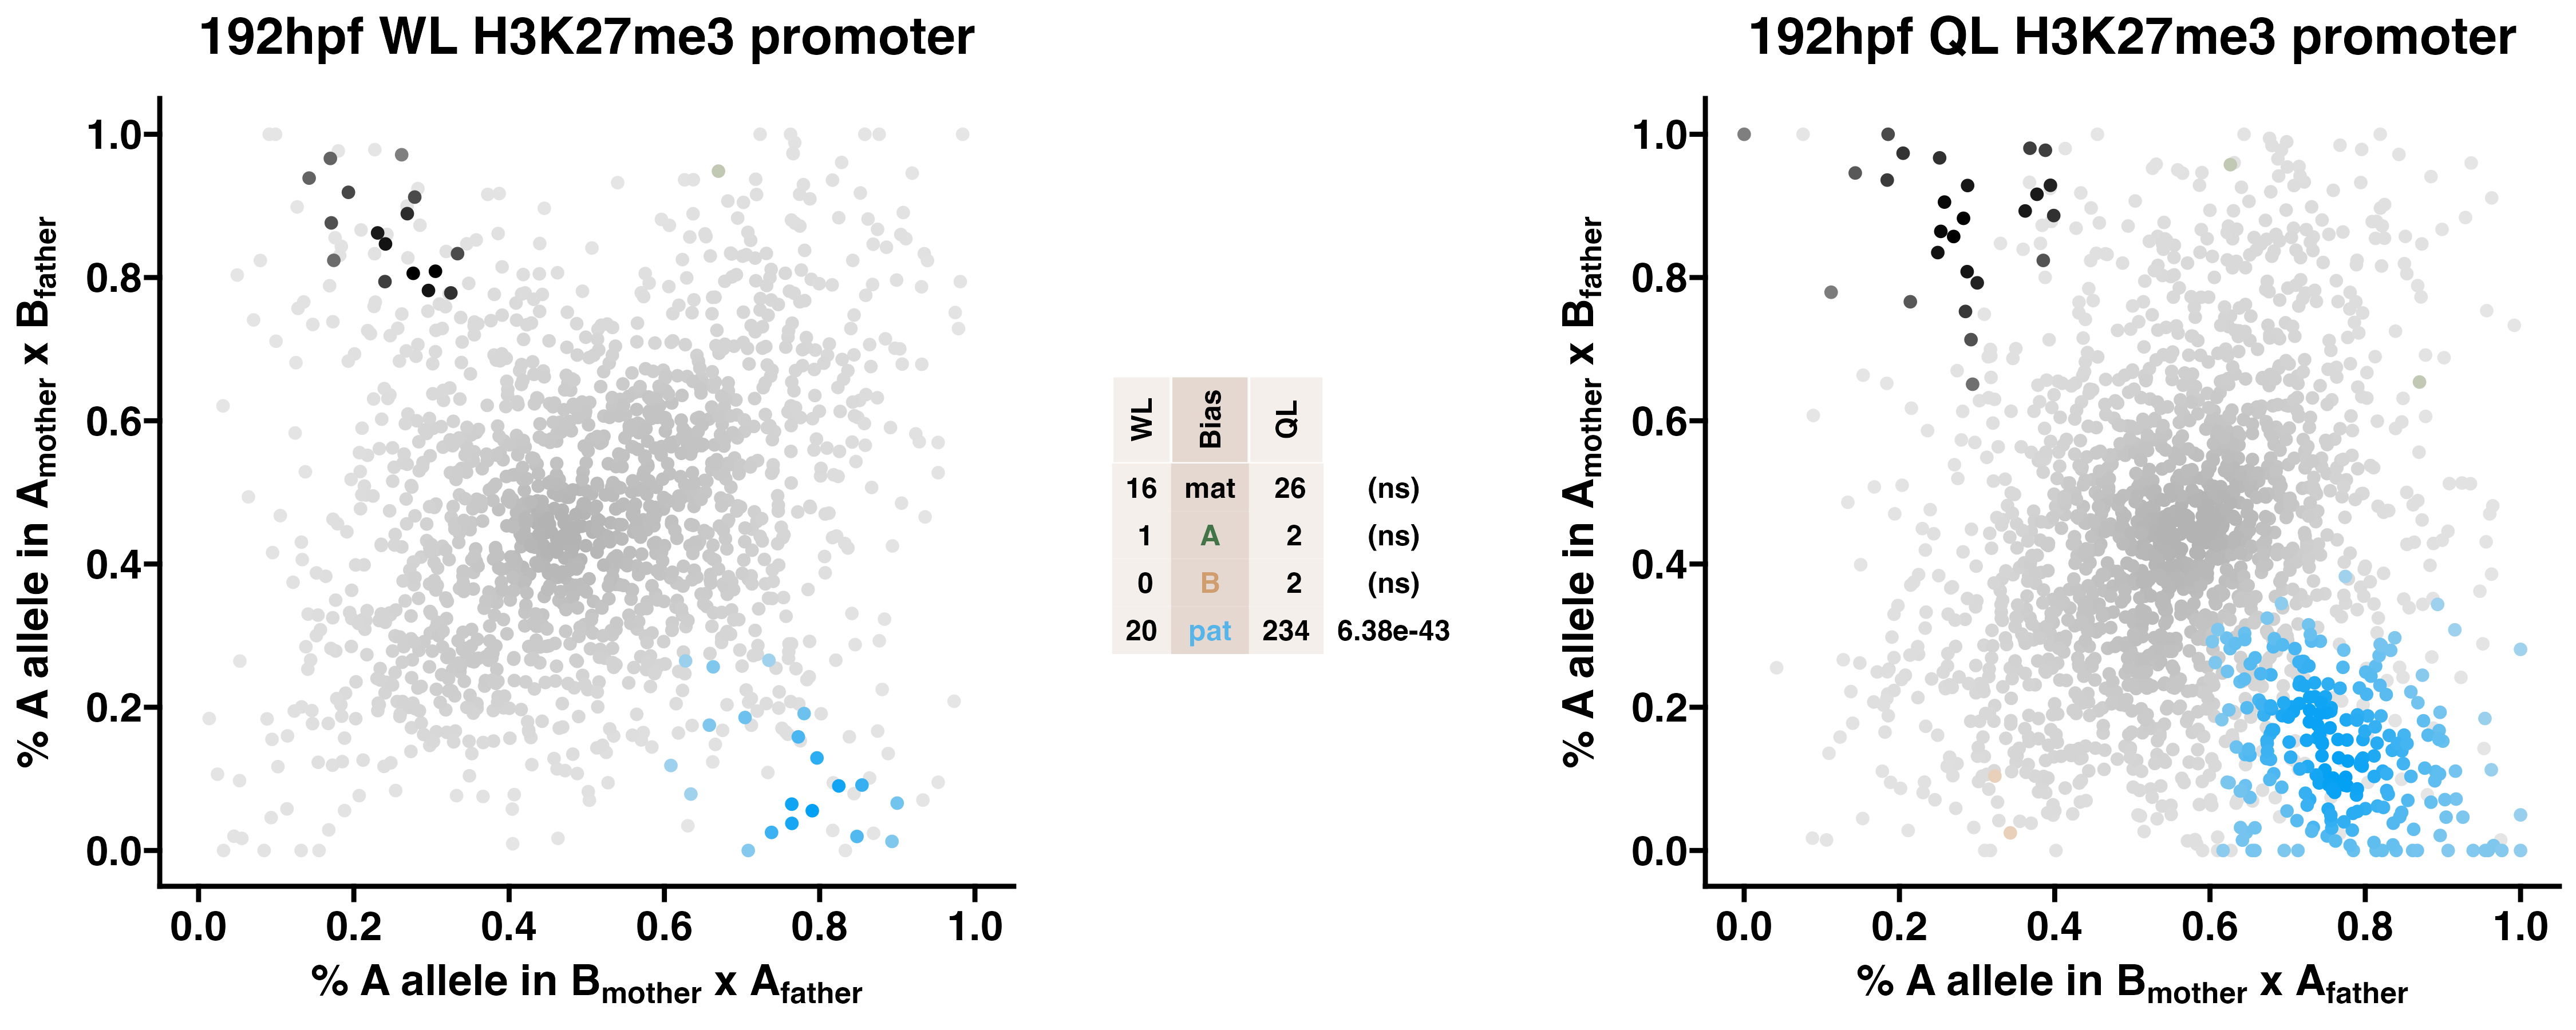 192hpf WL H3K27me3 promoter
% A allele in Amother x Bfather
1.0
0.8
0.6
0.4
0.2
0.0
0.0 0.2 0.4 0.6 0.8 1.0
% A allele in Bmother x Afather
WL Bias QL
16 mat 26 (ns)
1 A 2 (ns)
0 B 2 (ns)
20 pat 234 6.38e-43
192hpf QL H3K27me3 promoter
% A allele in Amother x Bfather
1.0
0.8
0.6
0.4
0.2
0.0
0.0 0.2 0.4 0.6 0.8 1.0
% A allele in Bmother x Afather